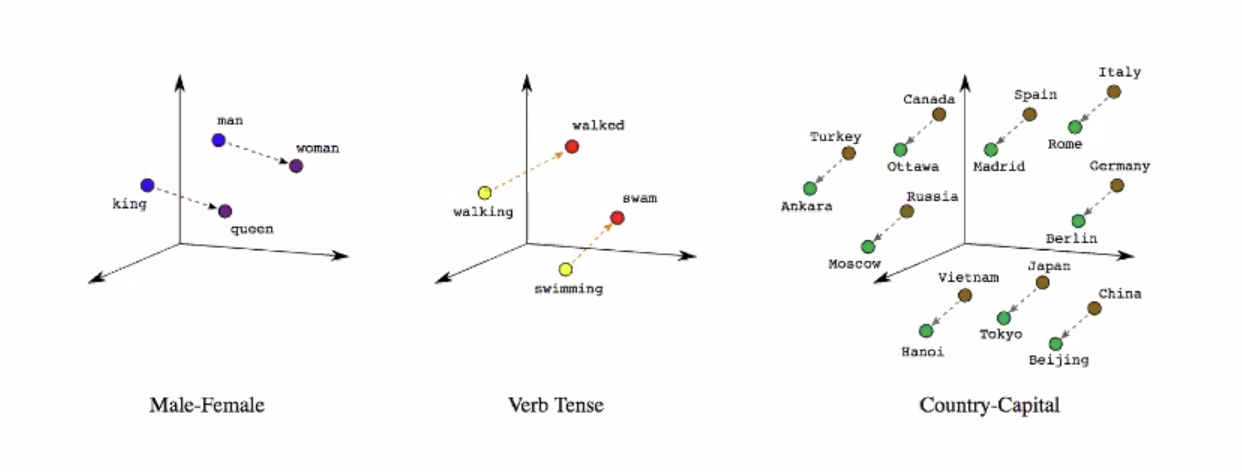 man
woman
king
queen
Male-Female
walked
walking
swam
swimming
Verb Tense
Italy
Canada
Spain
Turkey
Rome
Ottawa
Madrid
Germany
Ankara
Russia
Berlin
Moscow
Japan
Vietnam
China
Tokyo
Hanoi
Beijing
Country-Capital